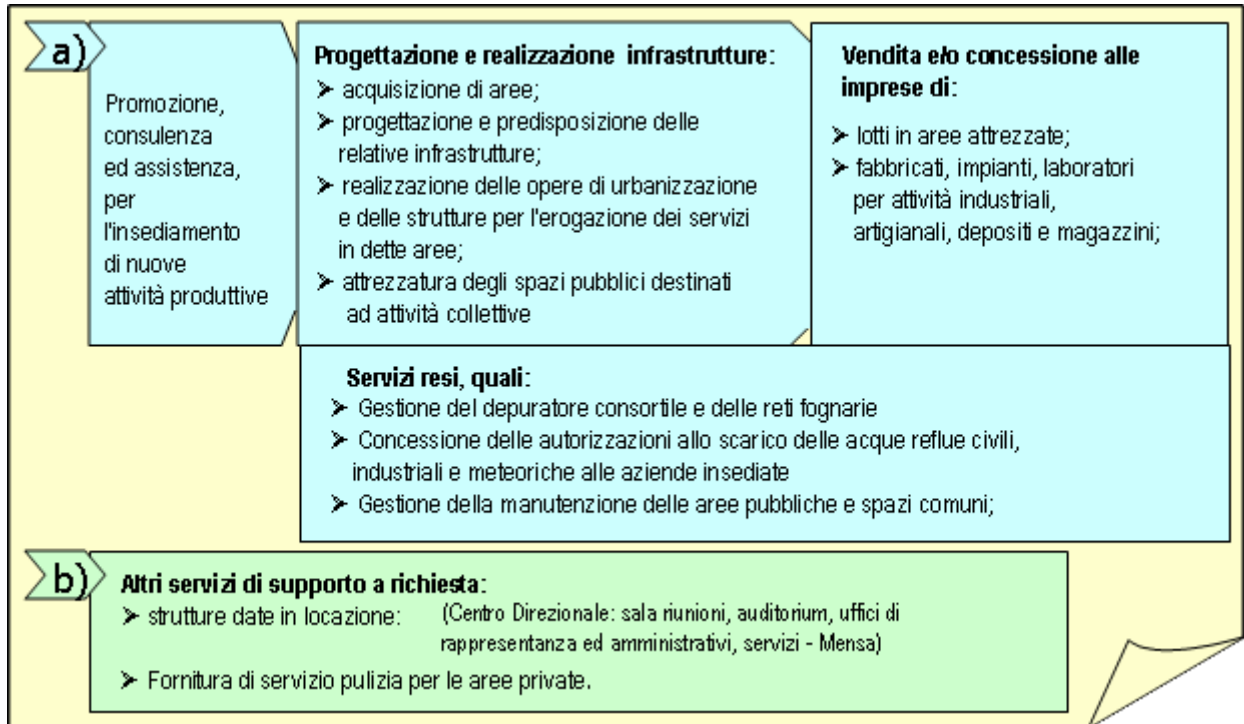 a)
Promozione,
consulenza
ed assistenza,
per
l'insediamento
di nuove
attività produttive
Progettazione e realizzazione infrastrutture:
➢ acquisizione di aree;
➢ progettazione e predisposizione delle
relative infrastrutture;
➢ realizzazione delle opere di urbanizzazione
e delle strutture per l'erogazione dei servizi
in dette aree;
➢ attrezzatura degli spazi pubblici destinati
ad attività collettive
Vendita e/o concessione alle
imprese di:
➢ lotti in aree attrezzate;
➢ fabbricati, impianti, laboratori
per attività industriali,
artigianali, depositi e magazzini;
Servizi resi, quali:
➢ Gestione del depuratore consortile e delle reti fognarie
➢ Concessione delle autorizzazioni allo scarico delle acque reflue civili,
industriali e meteoriche alle aziende insediate
➢ Gestione della manutenzione delle aree pubbliche e spazi comuni;
b)
Altri servizi di supporto a richiesta:
➢ strutture date in locazione: (Centro Direzionale: sala riunioni, auditorium, uffici di
rappresentanza ed amministrativi, servizi - Mensa)
➢ Fornitura di servizio pulizia per le aree private.